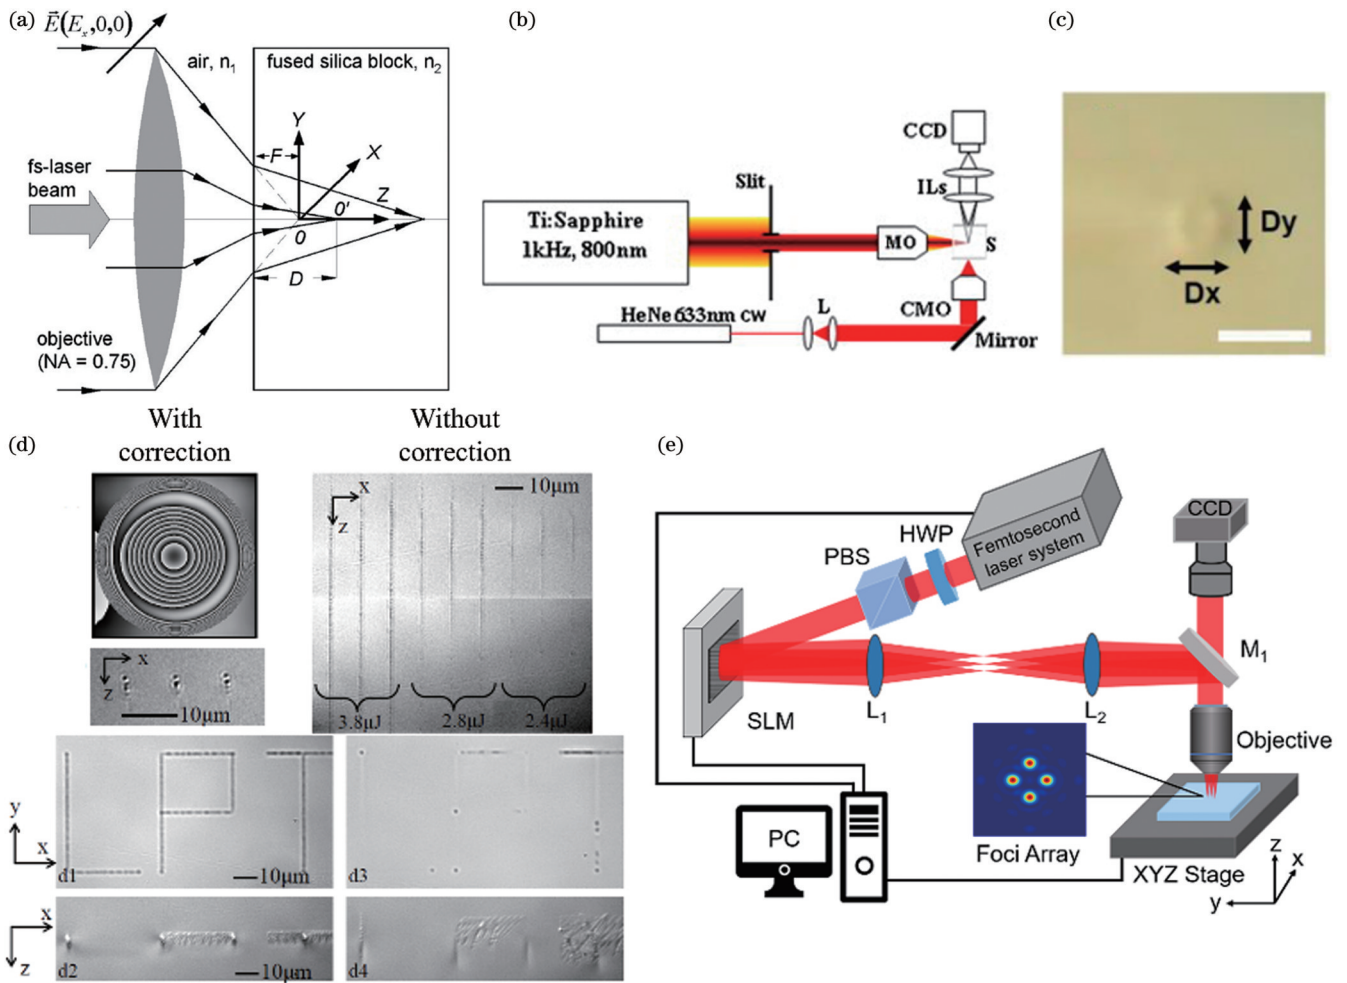 (a)
E⃗(Eₓ,0,0)
air, n₁
fused silica block, n₂
Y
X
F
Z
fs-laser
beam
0
0'
D
objective
(NA = 0.75)
(b)
CCD
ILs
Slit
Ti:Sapphire
1kHz, 800nm
MO
S
CMO
L
HeNe 633nm CW
Mirror
(c)
Dy
Dx
(d)
With
correction
Without
correction
x
z
10μm
x
z
10μm
3.8μJ
2.8μJ
2.4μJ
y
x
d1
10μm
d3
x
z
d2
10μm
d4
(e)
Femtosecond
laser system
HWP
PBS
CCD
SLM
L₁
L₂
M₁
Objective
PC
Foci Array
XYZ Stage
z
x
y